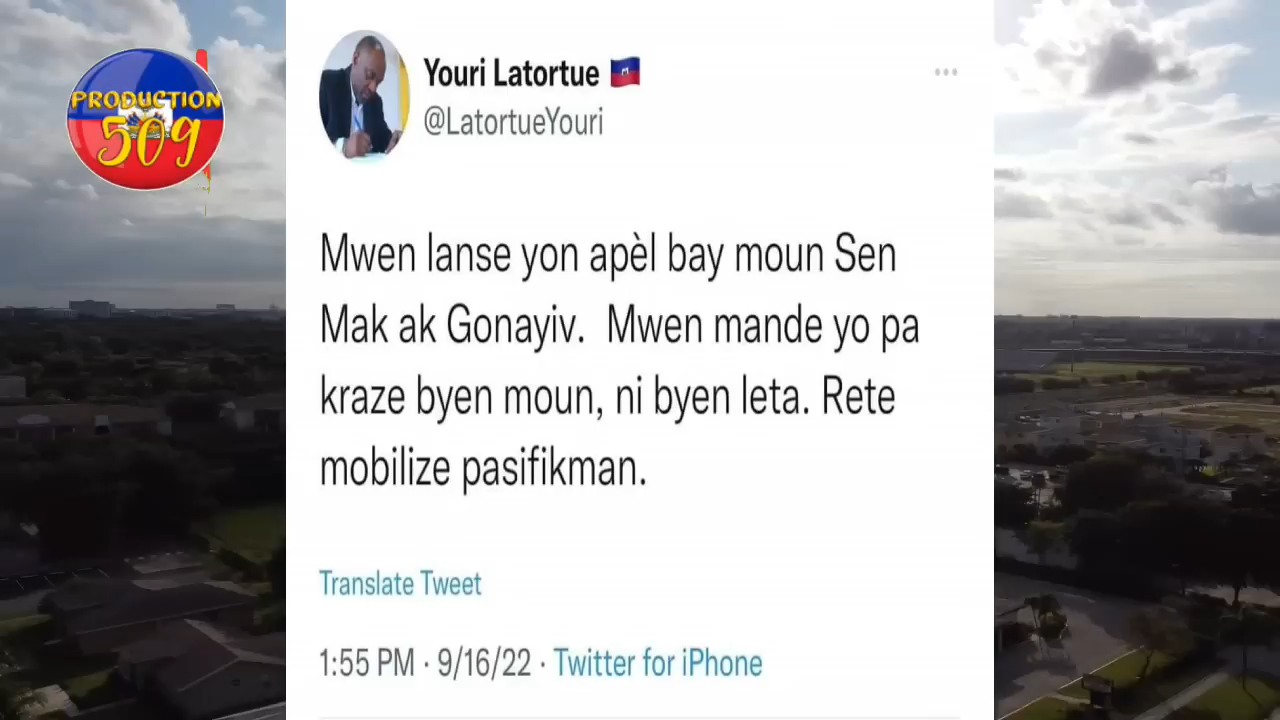 PRODUCTION
509
Youri Latortue 🇭🇹
@LatortueYouri
Mwen lanse yon apèl bay moun Sen
Mak ak Gonayiv. Mwen mande yo pa
kraze byen moun, ni byen leta. Rete
mobilize pasifikman.
Translate Tweet
1:55 PM · 9/16/22 · Twitter for iPhone